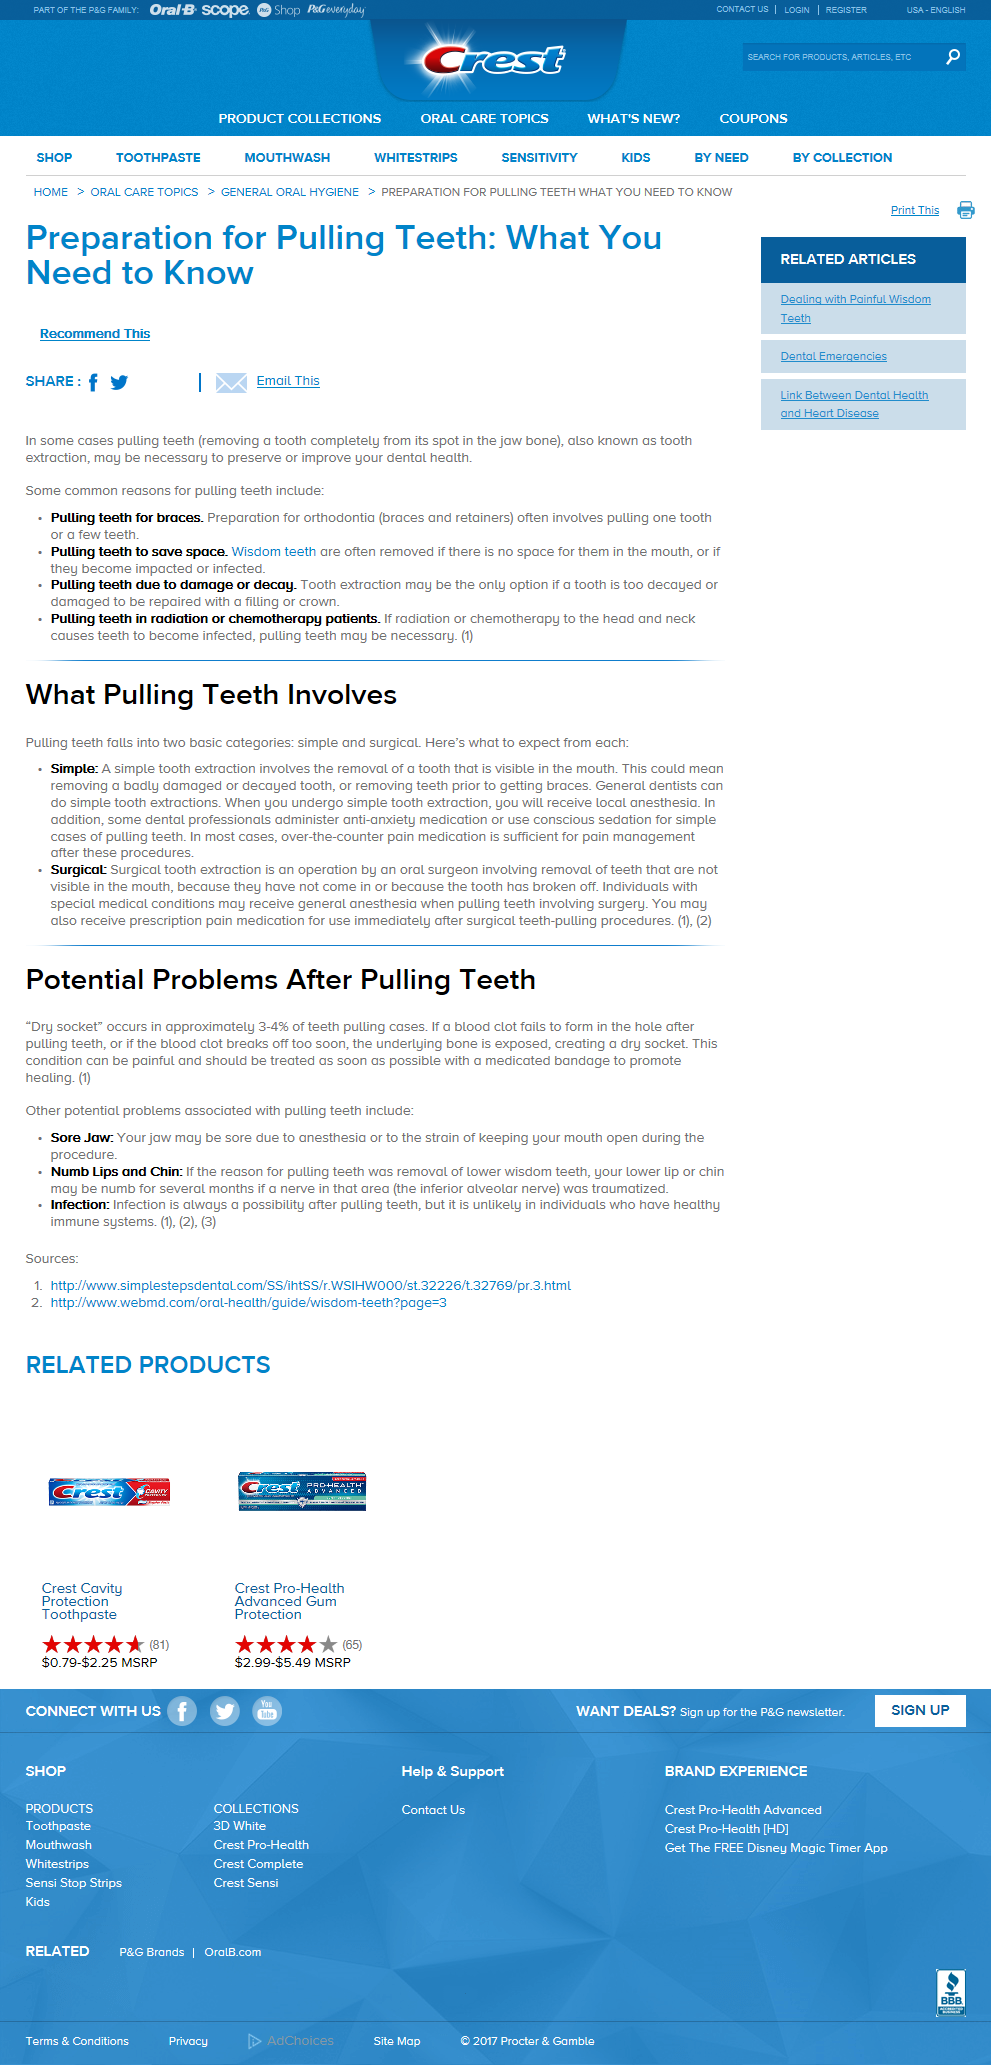 PART OF THE P&G FAMILY: Oral-B scope. P&G Shop P&G everyday
CONTACT US | LOGIN | REGISTER USA - ENGLISH
Crest
SEARCH FOR PRODUCTS, ARTICLES, ETC
PRODUCT COLLECTIONS ORAL CARE TOPICS WHAT'S NEW? COUPONS
SHOP TOOTHPASTE MOUTHWASH WHITESTRIPS SENSITIVITY KIDS BY NEED BY COLLECTION
HOME > ORAL CARE TOPICS > GENERAL ORAL HYGIENE > PREPARATION FOR PULLING TEETH WHAT YOU NEED TO KNOW
Print This
Preparation for Pulling Teeth: What You
Need to Know
RELATED ARTICLES
Dealing with Painful Wisdom
Teeth
Dental Emergencies
Link Between Dental Health
and Heart Disease
Recommend This
SHARE : | Email This
In some cases pulling teeth (removing a tooth completely from its spot in the jaw bone), also known as tooth
extraction, may be necessary to preserve or improve your dental health.
Some common reasons for pulling teeth include:
• Pulling teeth for braces. Preparation for orthodontia (braces and retainers) often involves pulling one tooth
or a few teeth.
• Pulling teeth to save space. Wisdom teeth are often removed if there is no space for them in the mouth, or if
they become impacted or infected.
• Pulling teeth due to damage or decay. Tooth extraction may be the only option if a tooth is too decayed or
damaged to be repaired with a filling or crown.
• Pulling teeth in radiation or chemotherapy patients. If radiation or chemotherapy to the head and neck
causes teeth to become infected, pulling teeth may be necessary. (1)
What Pulling Teeth Involves
Pulling teeth falls into two basic categories: simple and surgical. Here's what to expect from each:
• Simple: A simple tooth extraction involves the removal of a tooth that is visible in the mouth. This could mean
removing a badly damaged or decayed tooth, or removing teeth prior to getting braces. General dentists can
do simple tooth extractions. When you undergo simple tooth extraction, you will receive local anesthesia. In
addition, some dental professionals administer anti-anxiety medication or use conscious sedation for simple
cases of pulling teeth. In most cases, over-the-counter pain medication is sufficient for pain management
after these procedures.
• Surgical: Surgical tooth extraction is an operation by an oral surgeon involving removal of teeth that are not
visible in the mouth, because they have not come in or because the tooth has broken off. Individuals with
special medical conditions may receive general anesthesia when pulling teeth involving surgery. You may
also receive prescription pain medication for use immediately after surgical teeth-pulling procedures. (1), (2)
Potential Problems After Pulling Teeth
“Dry socket” occurs in approximately 3-4% of teeth pulling cases. If a blood clot fails to form in the hole after
pulling teeth, or if the blood clot breaks off too soon, the underlying bone is exposed, creating a dry socket. This
condition can be painful and should be treated as soon as possible with a medicated bandage to promote
healing. (1)
Other potential problems associated with pulling teeth include:
• Sore Jaw: Your jaw may be sore due to anesthesia or to the strain of keeping your mouth open during the
procedure.
• Numb Lips and Chin: If the reason for pulling teeth was removal of lower wisdom teeth, your lower lip or chin
may be numb for several months if a nerve in that area (the inferior alveolar nerve) was traumatized.
• Infection: Infection is always a possibility after pulling teeth, but it is unlikely in individuals who have healthy
immune systems. (1), (2), (3)
Sources:
1. http://www.simplestepsdental.com/SS/ihtSS/r.WSIHW000/st.32226/t.32769/pr.3.html
2. http://www.webmd.com/oral-health/guide/wisdom-teeth?page=3
RELATED PRODUCTS
Crest CAVITY
Crest PRO-HEALTH
ADVANCED
Crest Cavity
Protection
Toothpaste
(81)
$0.79-$2.25 MSRP
Crest Pro-Health
Advanced Gum
Protection
(65)
$2.99-$5.49 MSRP
CONNECT WITH US You Tube
WANT DEALS? Sign up for the P&G newsletter. SIGN UP
SHOP
PRODUCTS
Toothpaste
Mouthwash
Whitestrips
Sensi Stop Strips
Kids
COLLECTIONS
3D White
Crest Pro-Health
Crest Complete
Crest Sensi
Help & Support
Contact Us
BRAND EXPERIENCE
Crest Pro-Health Advanced
Crest Pro-Health [HD]
Get The FREE Disney Magic Timer App
RELATED P&G Brands | OralB.com
BBB
ACCREDITED
BUSINESS
Terms & Conditions Privacy AdChoices Site Map © 2017 Procter & Gamble